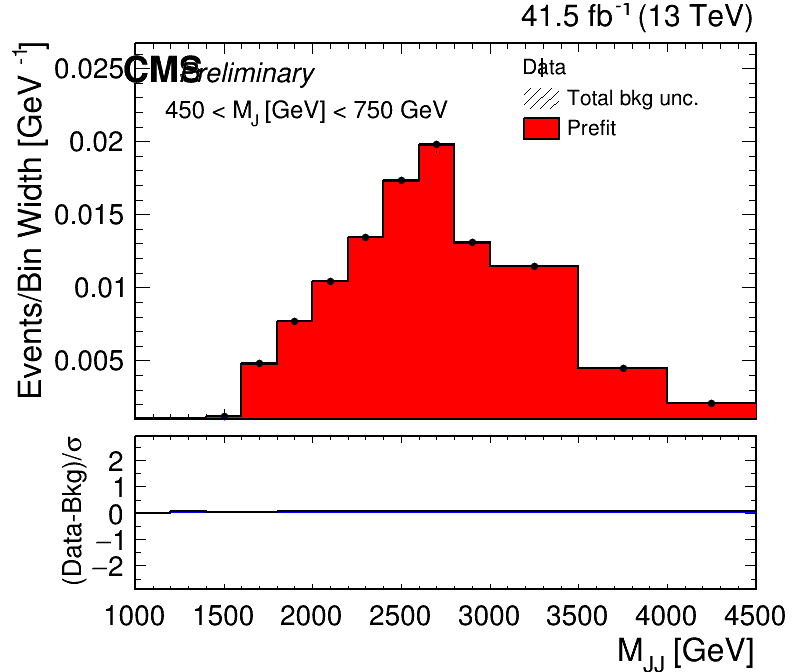 41.5 fb⁻¹ (13 TeV)
CMS Preliminary
450 < M_J [GeV] < 750 GeV
Data
Total bkg unc.
Prefit
Events/Bin Width [GeV⁻¹]
0.025
0.02
0.015
0.01
0.005
(Data-Bkg)/σ
2
1
0
−1
−2
1000 1500 2000 2500 3000 3500 4000 4500
M_JJ [GeV]